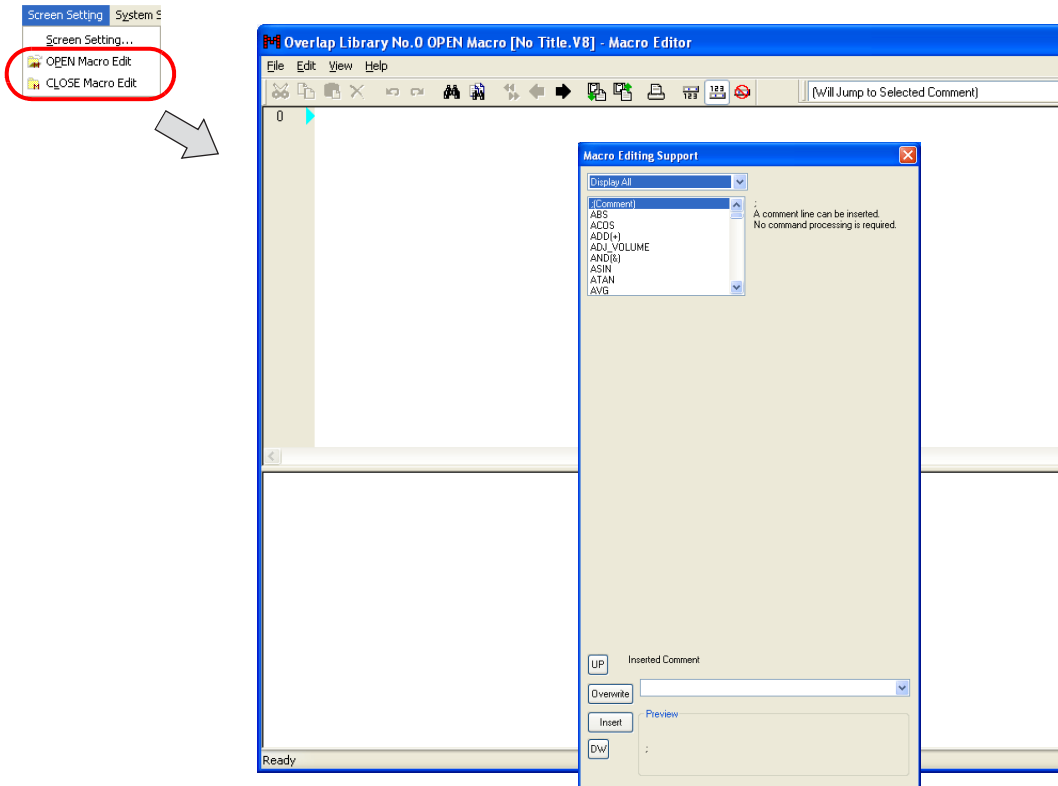 Screen Setting System S
Screen Setting...
OPEN Macro Edit
CLOSE Macro Edit
Overlap Library No.0 OPEN Macro [No Title.V8] - Macro Editor
File Edit View Help
(Will Jump to Selected Comment)
0
Macro Editing Support
Display All
;(Comment)
ABS
ACOS
ADD(+)
ADJ_VOLUME
AND(&)
ASIN
ATAN
AVG
;
A comment line can be inserted.
No command processing is required.
UP
Inserted Comment
Overwrite
Insert
Preview
DW
;
Ready